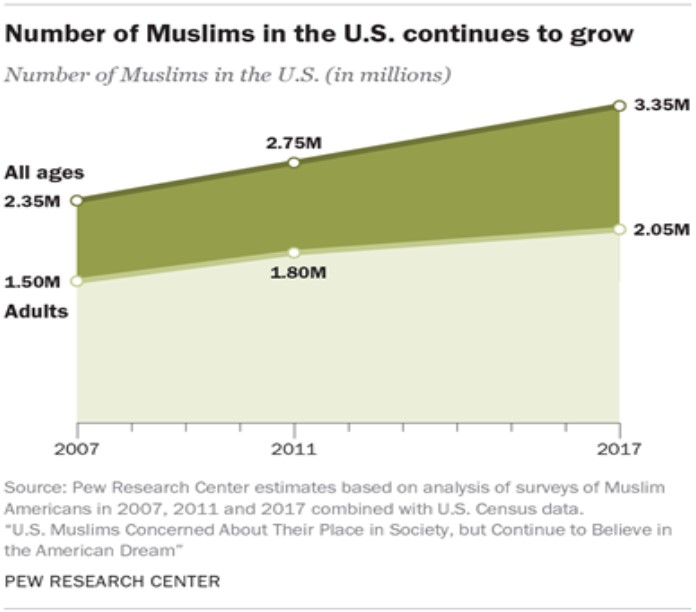 Number of Muslims in the U.S. continues to grow
Number of Muslims in the U.S. (in millions)
3.35M
2.75M
All ages
2.35M
2.05M
1.50M
1.80M
Adults
2007 2011 2017
Source: Pew Research Center estimates based on analysis of surveys of Muslim
Americans in 2007, 2011 and 2017 combined with U.S. Census data.
“U.S. Muslims Concerned About Their Place in Society, but Continue to Believe in
the American Dream”
PEW RESEARCH CENTER